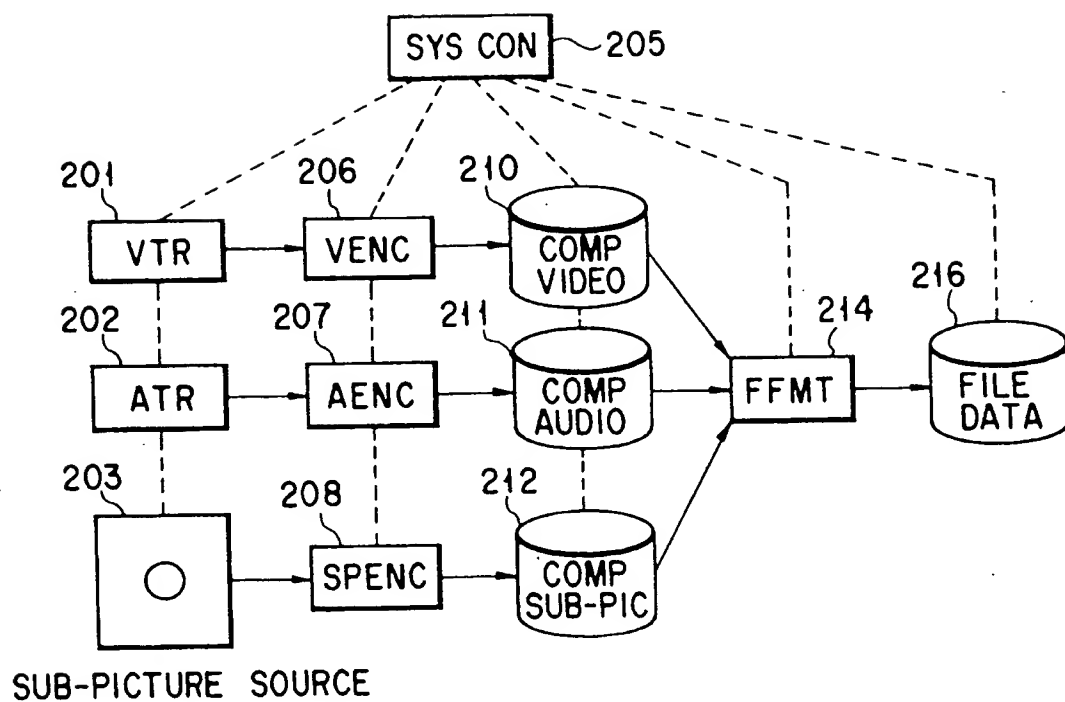 SYS CON
205
201
VTR
206
VENC
210
COMP
VIDEO
202
ATR
207
AENC
211
COMP
AUDIO
214
FFMT
216
FILE
DATA
203
208
SPENC
212
COMP
SUB-PIC
SUB-PICTURE SOURCE